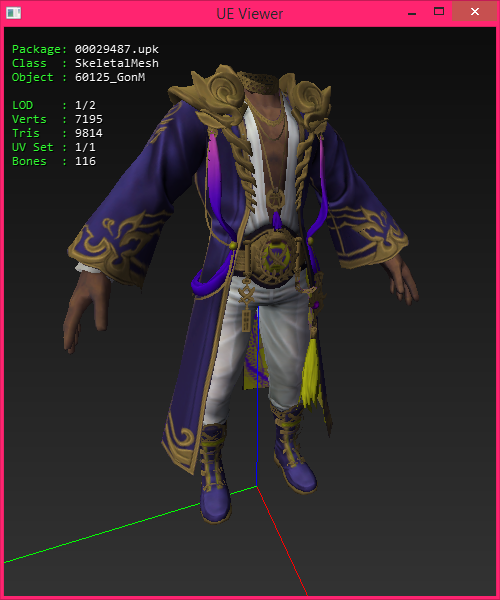 UE Viewer
Package: 00029487.upk
Class  : SkeletalMesh
Object : 60125_GonM
LOD    : 1/2
Verts  : 7195
Tris   : 9814
UV Set : 1/1
Bones  : 116